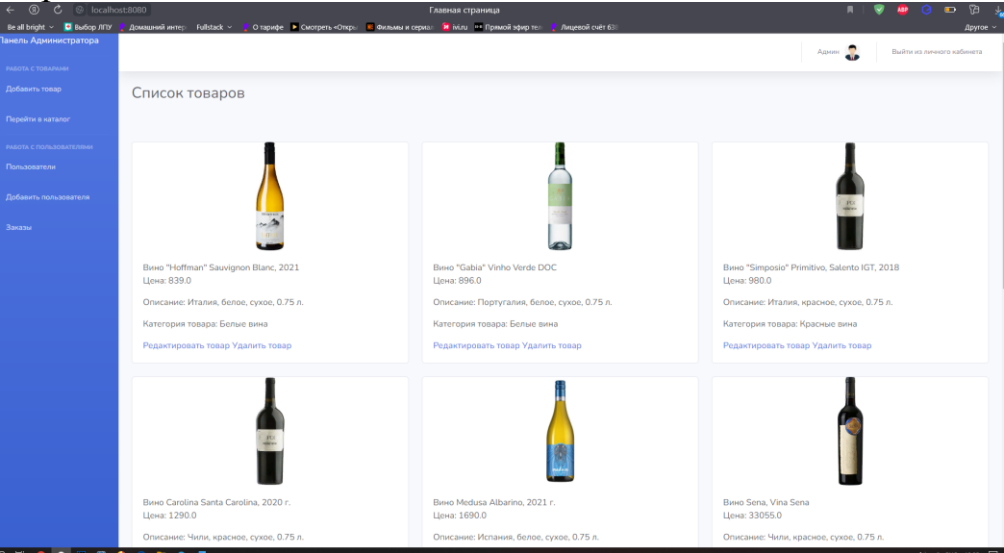 localhost:8080
Главная страница
ABP
Be all bright
Выбор ЛПУ
Домашний интер
Fullstack
О тарифе
Смотреть «Откры
Фильмы и сериал
ivi.ru
Прямой эфир тел
Лицевой счёт 63
Другое
Панель Администратора
РАБОТА С ТОВАРАМИ
Добавить товар
Перейти в каталог
РАБОТА С ПОЛЬЗОВАТЕЛЯМИ
Пользователи
Добавить пользователя
Заказы
Админ
Выйти из личного кабинета
Список товаров
Вино "Hoffman" Sauvignon Blanc, 2021
Цена: 839.0
Описание: Италия, белое, сухое, 0.75 л.
Категория товара: Белые вина
Редактировать товар Удалить товар
Вино "Gabia" Vinho Verde DOC
Цена: 896.0
Описание: Португалия, белое, сухое, 0.75 л.
Категория товара: Белые вина
Редактировать товар Удалить товар
Вино "Simposio" Primitivo, Salento IGT, 2018
Цена: 980.0
Описание: Италия, красное, сухое, 0.75 л.
Категория товара: Красные вина
Редактировать товар Удалить товар
Вино Carolina Santa Carolina, 2020 г.
Цена: 1290.0
Описание: Чили, красное, сухое, 0.75 л.
Вино Medusa Albarino, 2021 г.
Цена: 1690.0
Описание: Испания, белое, сухое, 0.75 л.
Вино Sena, Vina Sena
Цена: 33055.0
Описание: Чили, красное, сухое, 0.75 л.